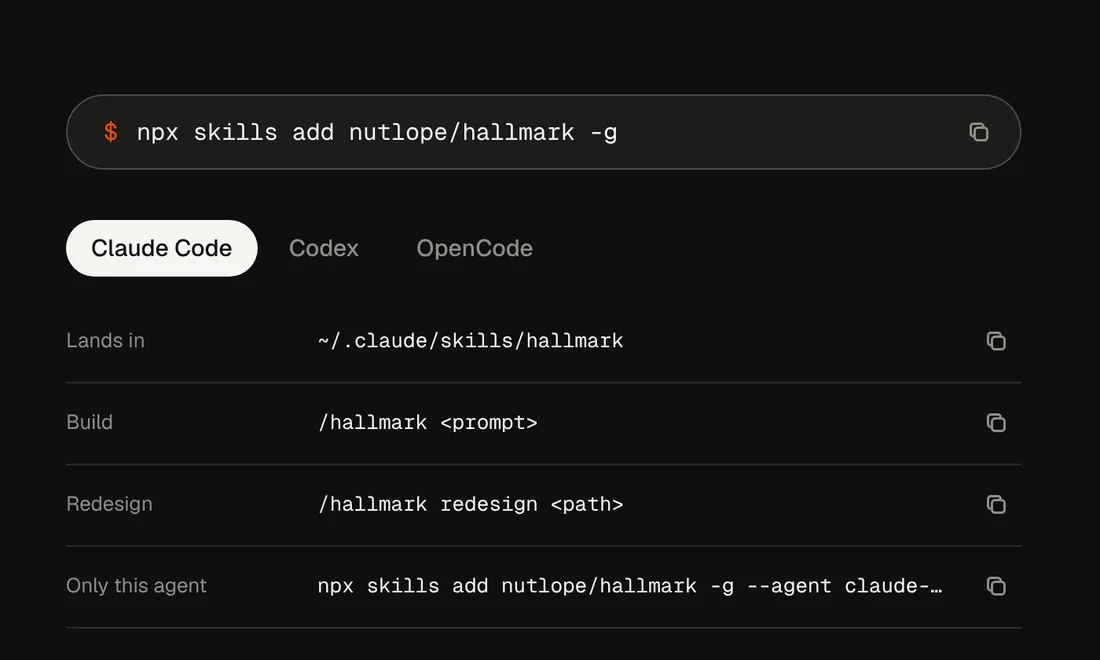 $ npx skills add nutlope/hallmark -g
Claude Code Codex OpenCode
Lands in ~/.claude/skills/hallmark
Build /hallmark <prompt>
Redesign /hallmark redesign <path>
Only this agent npx skills add nutlope/hallmark -g --agent claude-…